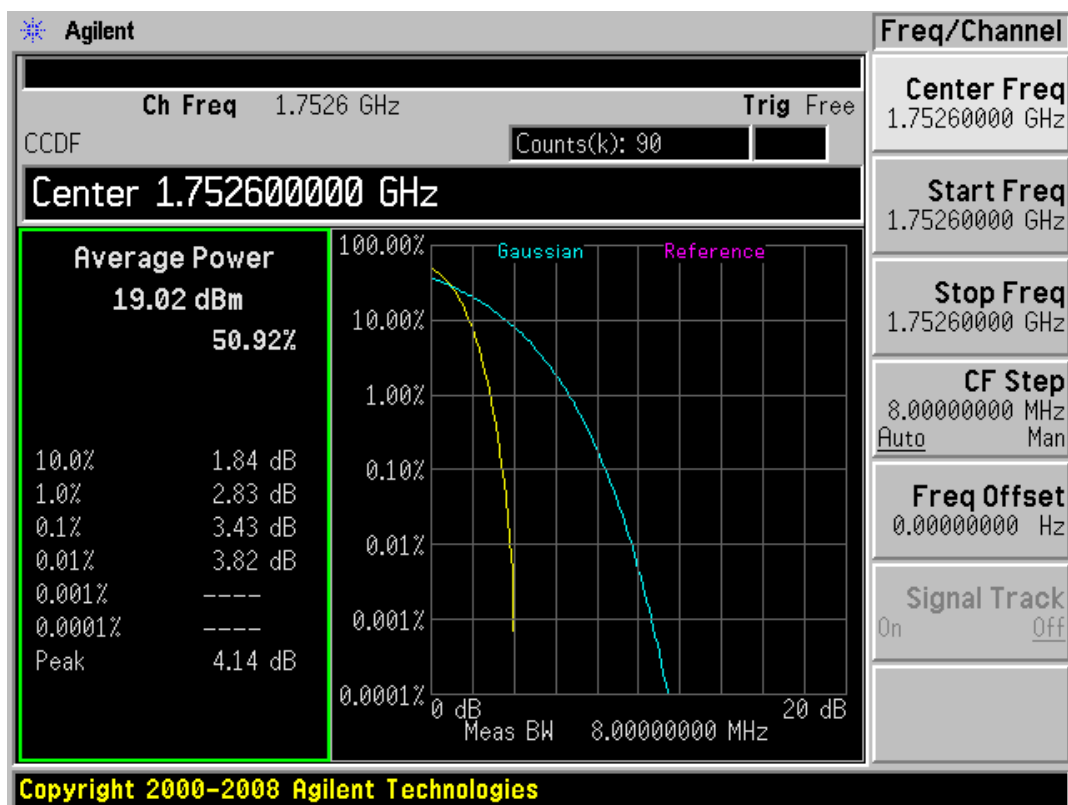 Agilent
Freq/Channel
Ch Freq 1.7526 GHz Trig Free
CCDF Counts(k): 90
Center 1.752600000 GHz
Average Power
19.02 dBm
50.92%
10.0% 1.84 dB
1.0% 2.83 dB
0.1% 3.43 dB
0.01% 3.82 dB
0.001% ----
0.0001% ----
Peak 4.14 dB
Gaussian Reference
100.00%
10.00%
1.00%
0.10%
0.01%
0.001%
0.0001%
0 dB 20 dB
Meas BW 8.00000000 MHz
Center Freq
1.75260000 GHz
Start Freq
1.75260000 GHz
Stop Freq
1.75260000 GHz
CF Step
8.00000000 MHz
Auto Man
Freq Offset
0.00000000 Hz
Signal Track
On Off
Copyright 2000-2008 Agilent Technologies